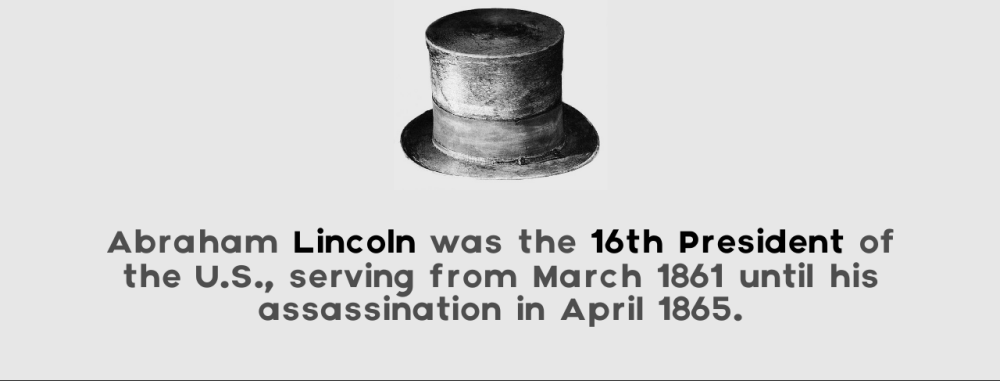 Abraham Lincoln was the 16th President of
the U.S., serving from March 1861 until his
assassination in April 1865.